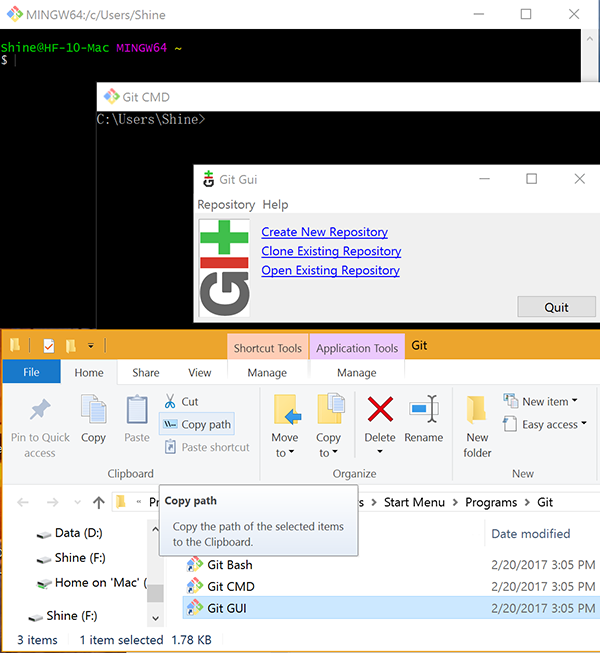 MINGW64:/c/Users/Shine
Shine@HF-10-Mac MINGW64 ~
$
Git CMD
C:\Users\Shine>
Git Gui
Repository Help
GIT
Create New Repository
Clone Existing Repository
Open Existing Repository
Quit
Shortcut Tools Application Tools Git
File Home Share View Manage Manage
Pin to Quick access
Copy
Paste
Cut
Copy path
Paste shortcut
Move to
Copy to
Delete
Rename
New folder
New item
Easy access
Clipboard Organize New
« Pr s > Start Menu > Programs > Git
Copy path
Copy the path of the selected items
to the Clipboard.
Date modified
Data (D:)
Shine (F:)
Home on 'Mac' (
Shine (F:)
Git Bash 2/20/2017 3:05 PM
Git CMD 2/20/2017 3:05 PM
Git GUI 2/20/2017 3:05 PM
3 items 1 item selected 1.78 KB